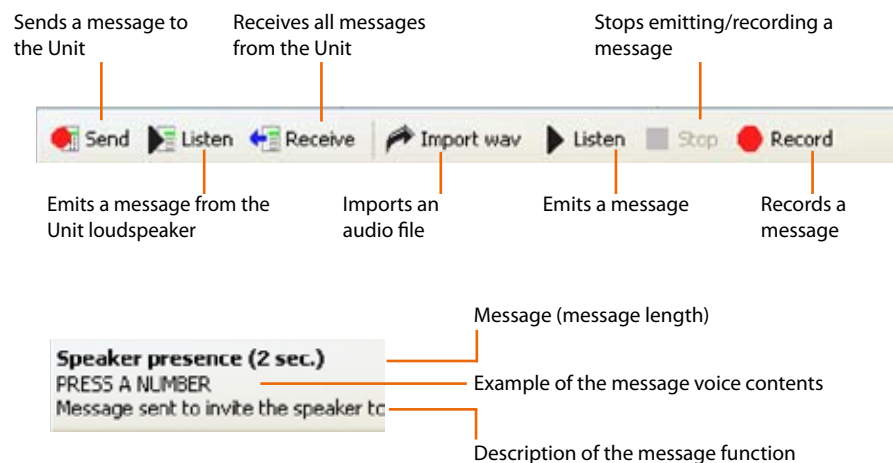 Sends a message to
the Unit
Receives all messages
from the Unit
Stops emitting/recording a
message
Send Listen Receive Import wav Listen Stop Record
Emits a message from the
Unit loudspeaker
Imports an
audio file
Emits a message
Records a
message
Message (message length)
Speaker presence (2 sec.)
PRESS A NUMBER
Example of the message voice contents
Message sent to invite the speaker to
Description of the message function